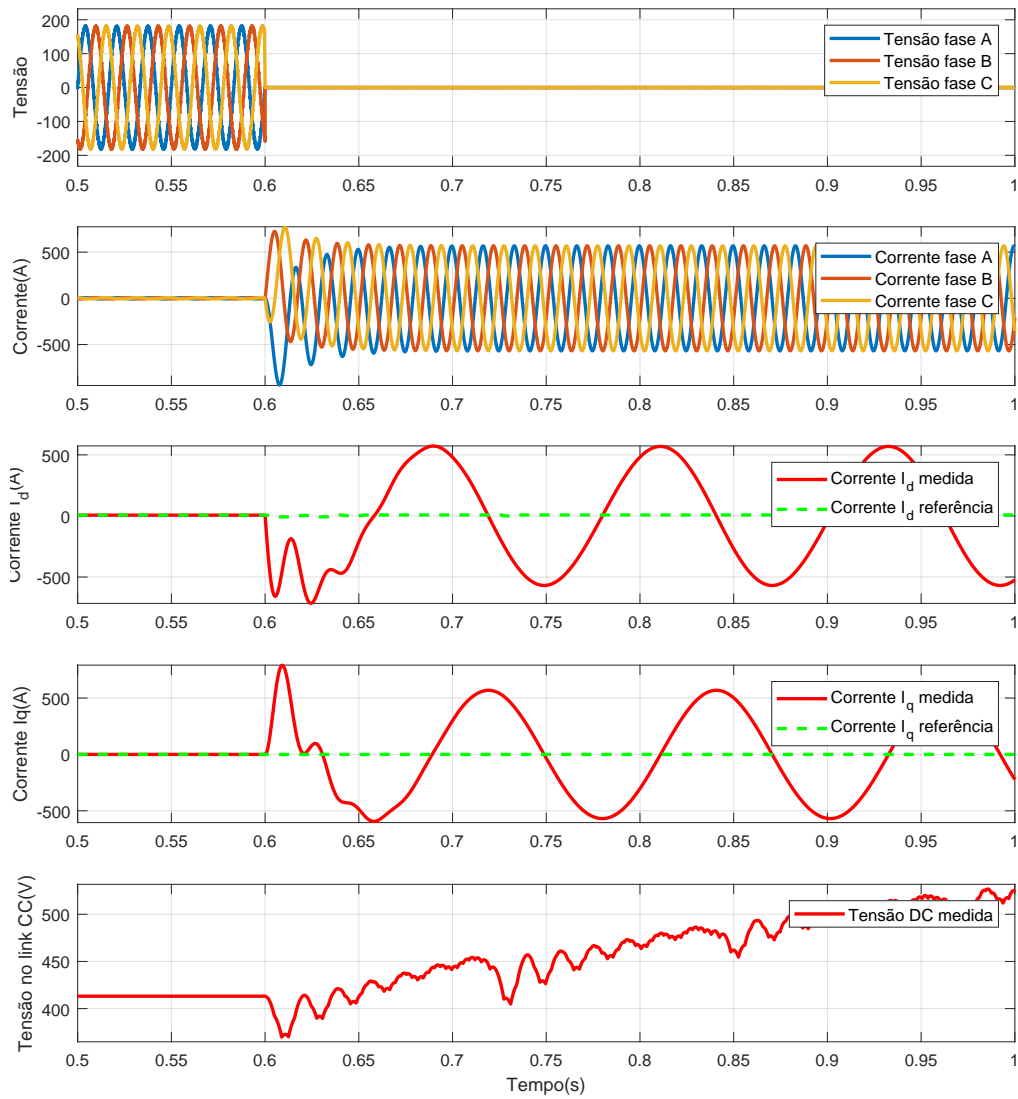 200
100
0
-100
-200
Tensão
Tensão fase A
Tensão fase B
Tensão fase C
0.5 0.55 0.6 0.65 0.7 0.75 0.8 0.85 0.9 0.95 1
500
0
-500
Corrente(A)
Corrente fase A
Corrente fase B
Corrente fase C
0.5 0.55 0.6 0.65 0.7 0.75 0.8 0.85 0.9 0.95 1
500
0
-500
Corrente I_d(A)
Corrente I_d medida
Corrente I_d referência
0.5 0.55 0.6 0.65 0.7 0.75 0.8 0.85 0.9 0.95 1
500
0
-500
Corrente Iq(A)
Corrente I_q medida
Corrente I_q referência
0.5 0.55 0.6 0.65 0.7 0.75 0.8 0.85 0.9 0.95 1
500
450
400
Tensão no link CC(V)
Tensão DC medida
0.5 0.55 0.6 0.65 0.7 0.75 0.8 0.85 0.9 0.95 1
Tempo(s)